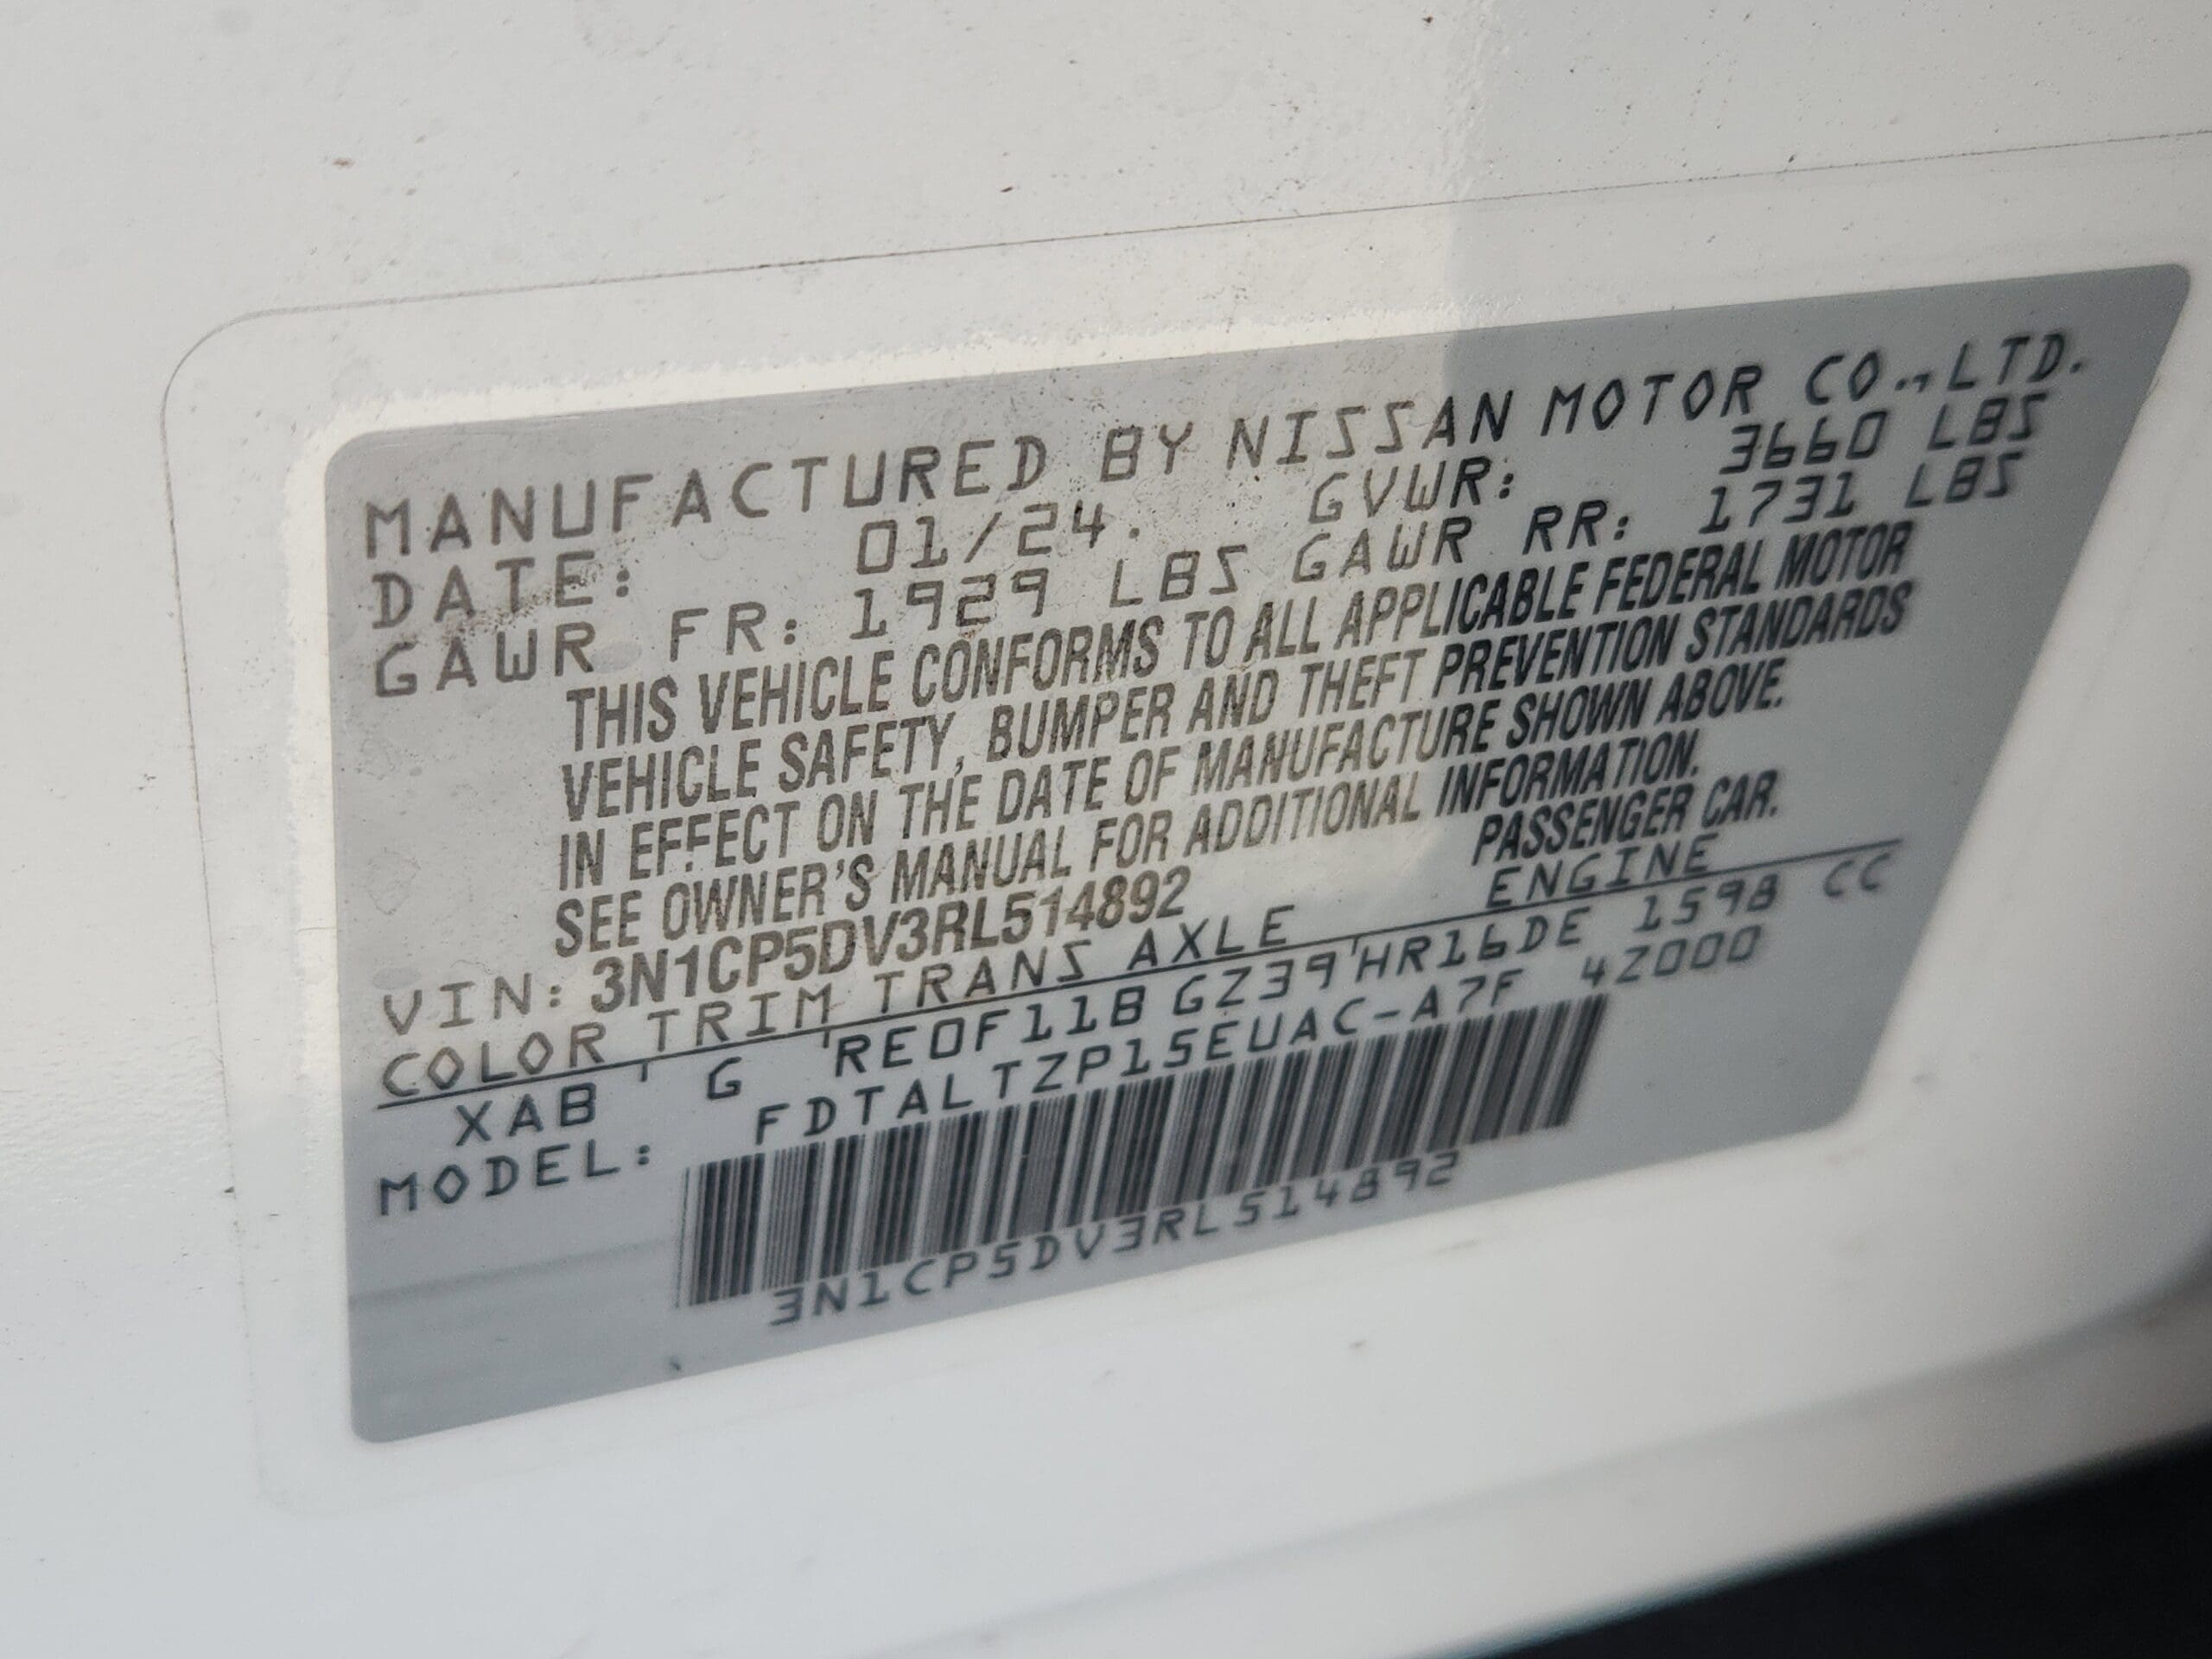 MANUFACTURED BY NISSAN MOTOR CO.,LTD.
DATE: 01/24. GVWR: 3660 LBS
GAWR FR: 1929 LBS GAWR RR: 1731 LBS
THIS VEHICLE CONFORMS TO ALL APPLICABLE FEDERAL MOTOR
VEHICLE SAFETY, BUMPER AND THEFT PREVENTION STANDARDS
IN EFFECT ON THE DATE OF MANUFACTURE SHOWN ABOVE.
SEE OWNER'S MANUAL FOR ADDITIONAL INFORMATION.
VIN: 3N1CP5DV3RL514892 PASSENGER CAR.
COLOR TRIM TRANS AXLE ENGINE
XAB G RE0F11B GZ39 HR16DE 1598 CC
MODEL: FDTALTZP15EUAC-A7F 4Z000
3N1CP5DV3RL514892